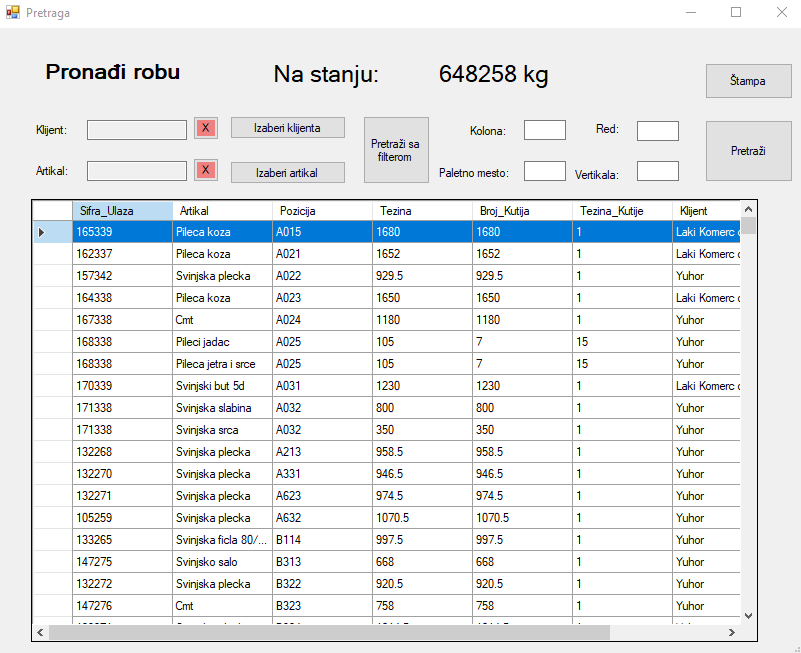 Pretraga
Pronađi robu Na stanju: 648258 kg
Štampa
Klijent: X Izaberi klijenta
Pretraži sa filterom
Kolona: Red:
Pretraži
Artikal: X Izaberi artikal
Paletno mesto: Vertikala:
Sifra_Ulaza Artikal Pozicija Tezina Broj_Kutija Tezina_Kutije Klijent
165339 Pileca koza A015 1680 1680 1 Laki Komerc
162337 Pileca koza A021 1652 1652 1 Laki Komerc
157342 Svinjska plecka A022 929.5 929.5 1 Yuhor
164338 Pileca koza A023 1650 1650 1 Laki Komerc
167338 Cmt A024 1180 1180 1 Yuhor
168338 Pileci jadac A025 105 7 15 Yuhor
168338 Pileca jetra i srce A025 105 7 15 Yuhor
170339 Svinjski but 5d A031 1230 1230 1 Laki Komerc
171338 Svinjska slabina A032 800 800 1 Yuhor
171338 Svinjska srca A032 350 350 1 Yuhor
132268 Svinjska plecka A213 958.5 958.5 1 Yuhor
132270 Svinjska plecka A331 946.5 946.5 1 Yuhor
132271 Svinjska plecka A623 974.5 974.5 1 Yuhor
105259 Svinjska plecka A632 1070.5 1070.5 1 Yuhor
133265 Svinjska ficla 80/... B114 997.5 997.5 1 Yuhor
147275 Svinjsko salo B313 668 668 1 Yuhor
132272 Svinjska plecka B322 920.5 920.5 1 Yuhor
147276 Cmt B323 758 758 1 Yuhor